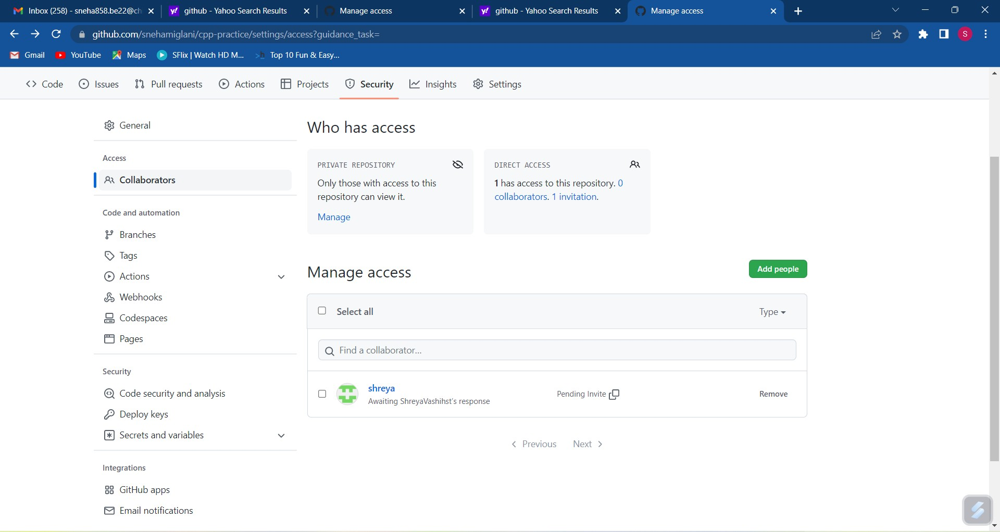 Inbox (258) - sneha858.be22@ch
github - Yahoo Search Results
Manage access
github - Yahoo Search Results
Manage access
github.com/snehamiglani/cpp-practice/settings/access?guidance_task=
S
Gmail
YouTube
Maps
SFlix | Watch HD M...
Top 10 Fun & Easy...
Code
Issues
Pull requests
Actions
Projects
Security
Insights
Settings
General
Access
Collaborators
Code and automation
Branches
Tags
Actions
Webhooks
Codespaces
Pages
Security
Code security and analysis
Deploy keys
Secrets and variables
Integrations
GitHub apps
Email notifications
Who has access
PRIVATE REPOSITORY
Only those with access to this
repository can view it.
Manage
DIRECT ACCESS
1 has access to this repository. 0
collaborators. 1 invitation.
Manage access
Add people
Select all
Type
Find a collaborator...
shreya
Awaiting ShreyaVashihst's response
Pending Invite
Remove
Previous
Next